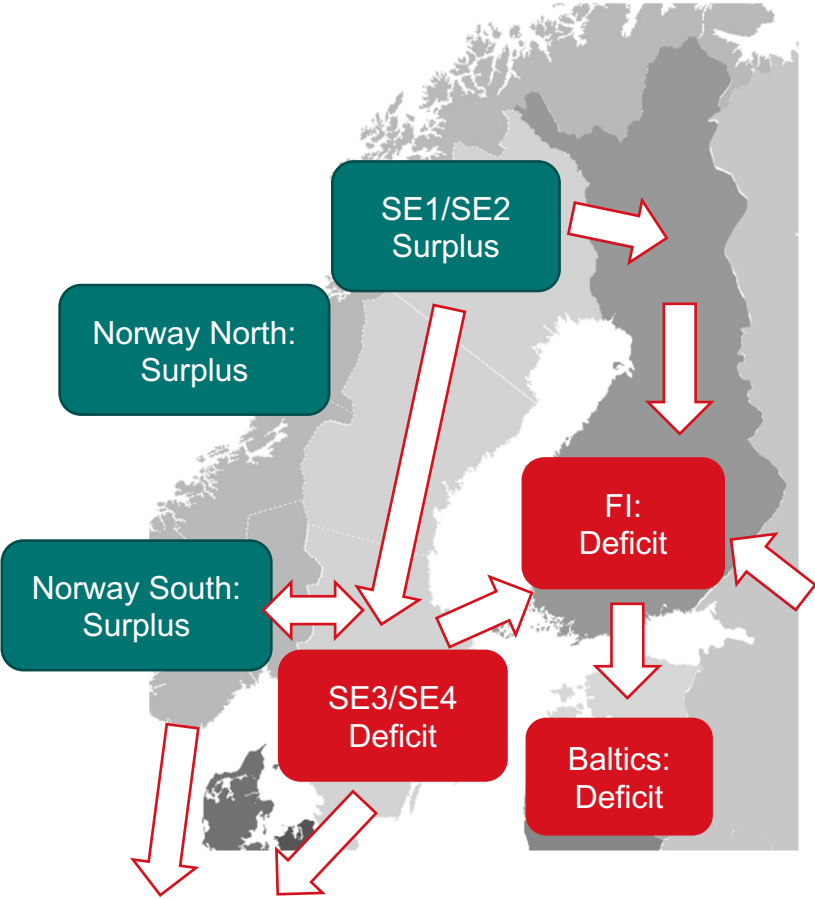 SE1/SE2
Surplus
Norway North:
Surplus
FI:
Deficit
Norway South:
Surplus
SE3/SE4
Deficit
Baltics:
Deficit